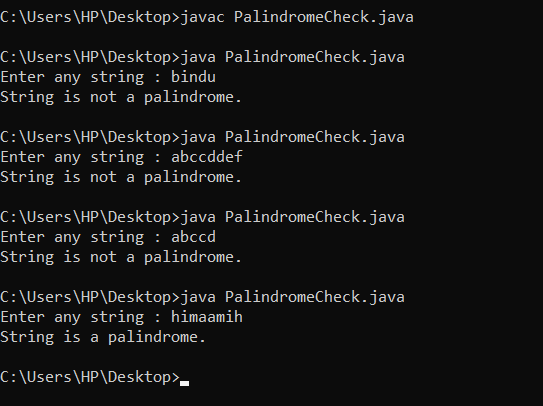 C:\Users\HP\Desktop>javac PalindromeCheck.java
C:\Users\HP\Desktop>java PalindromeCheck.java
Enter any string : bindu
String is not a palindrome.
C:\Users\HP\Desktop>java PalindromeCheck.java
Enter any string : abccddef
String is not a palindrome.
C:\Users\HP\Desktop>java PalindromeCheck.java
Enter any string : abccd
String is not a palindrome.
C:\Users\HP\Desktop>java PalindromeCheck.java
Enter any string : himaamih
String is a palindrome.
C:\Users\HP\Desktop>